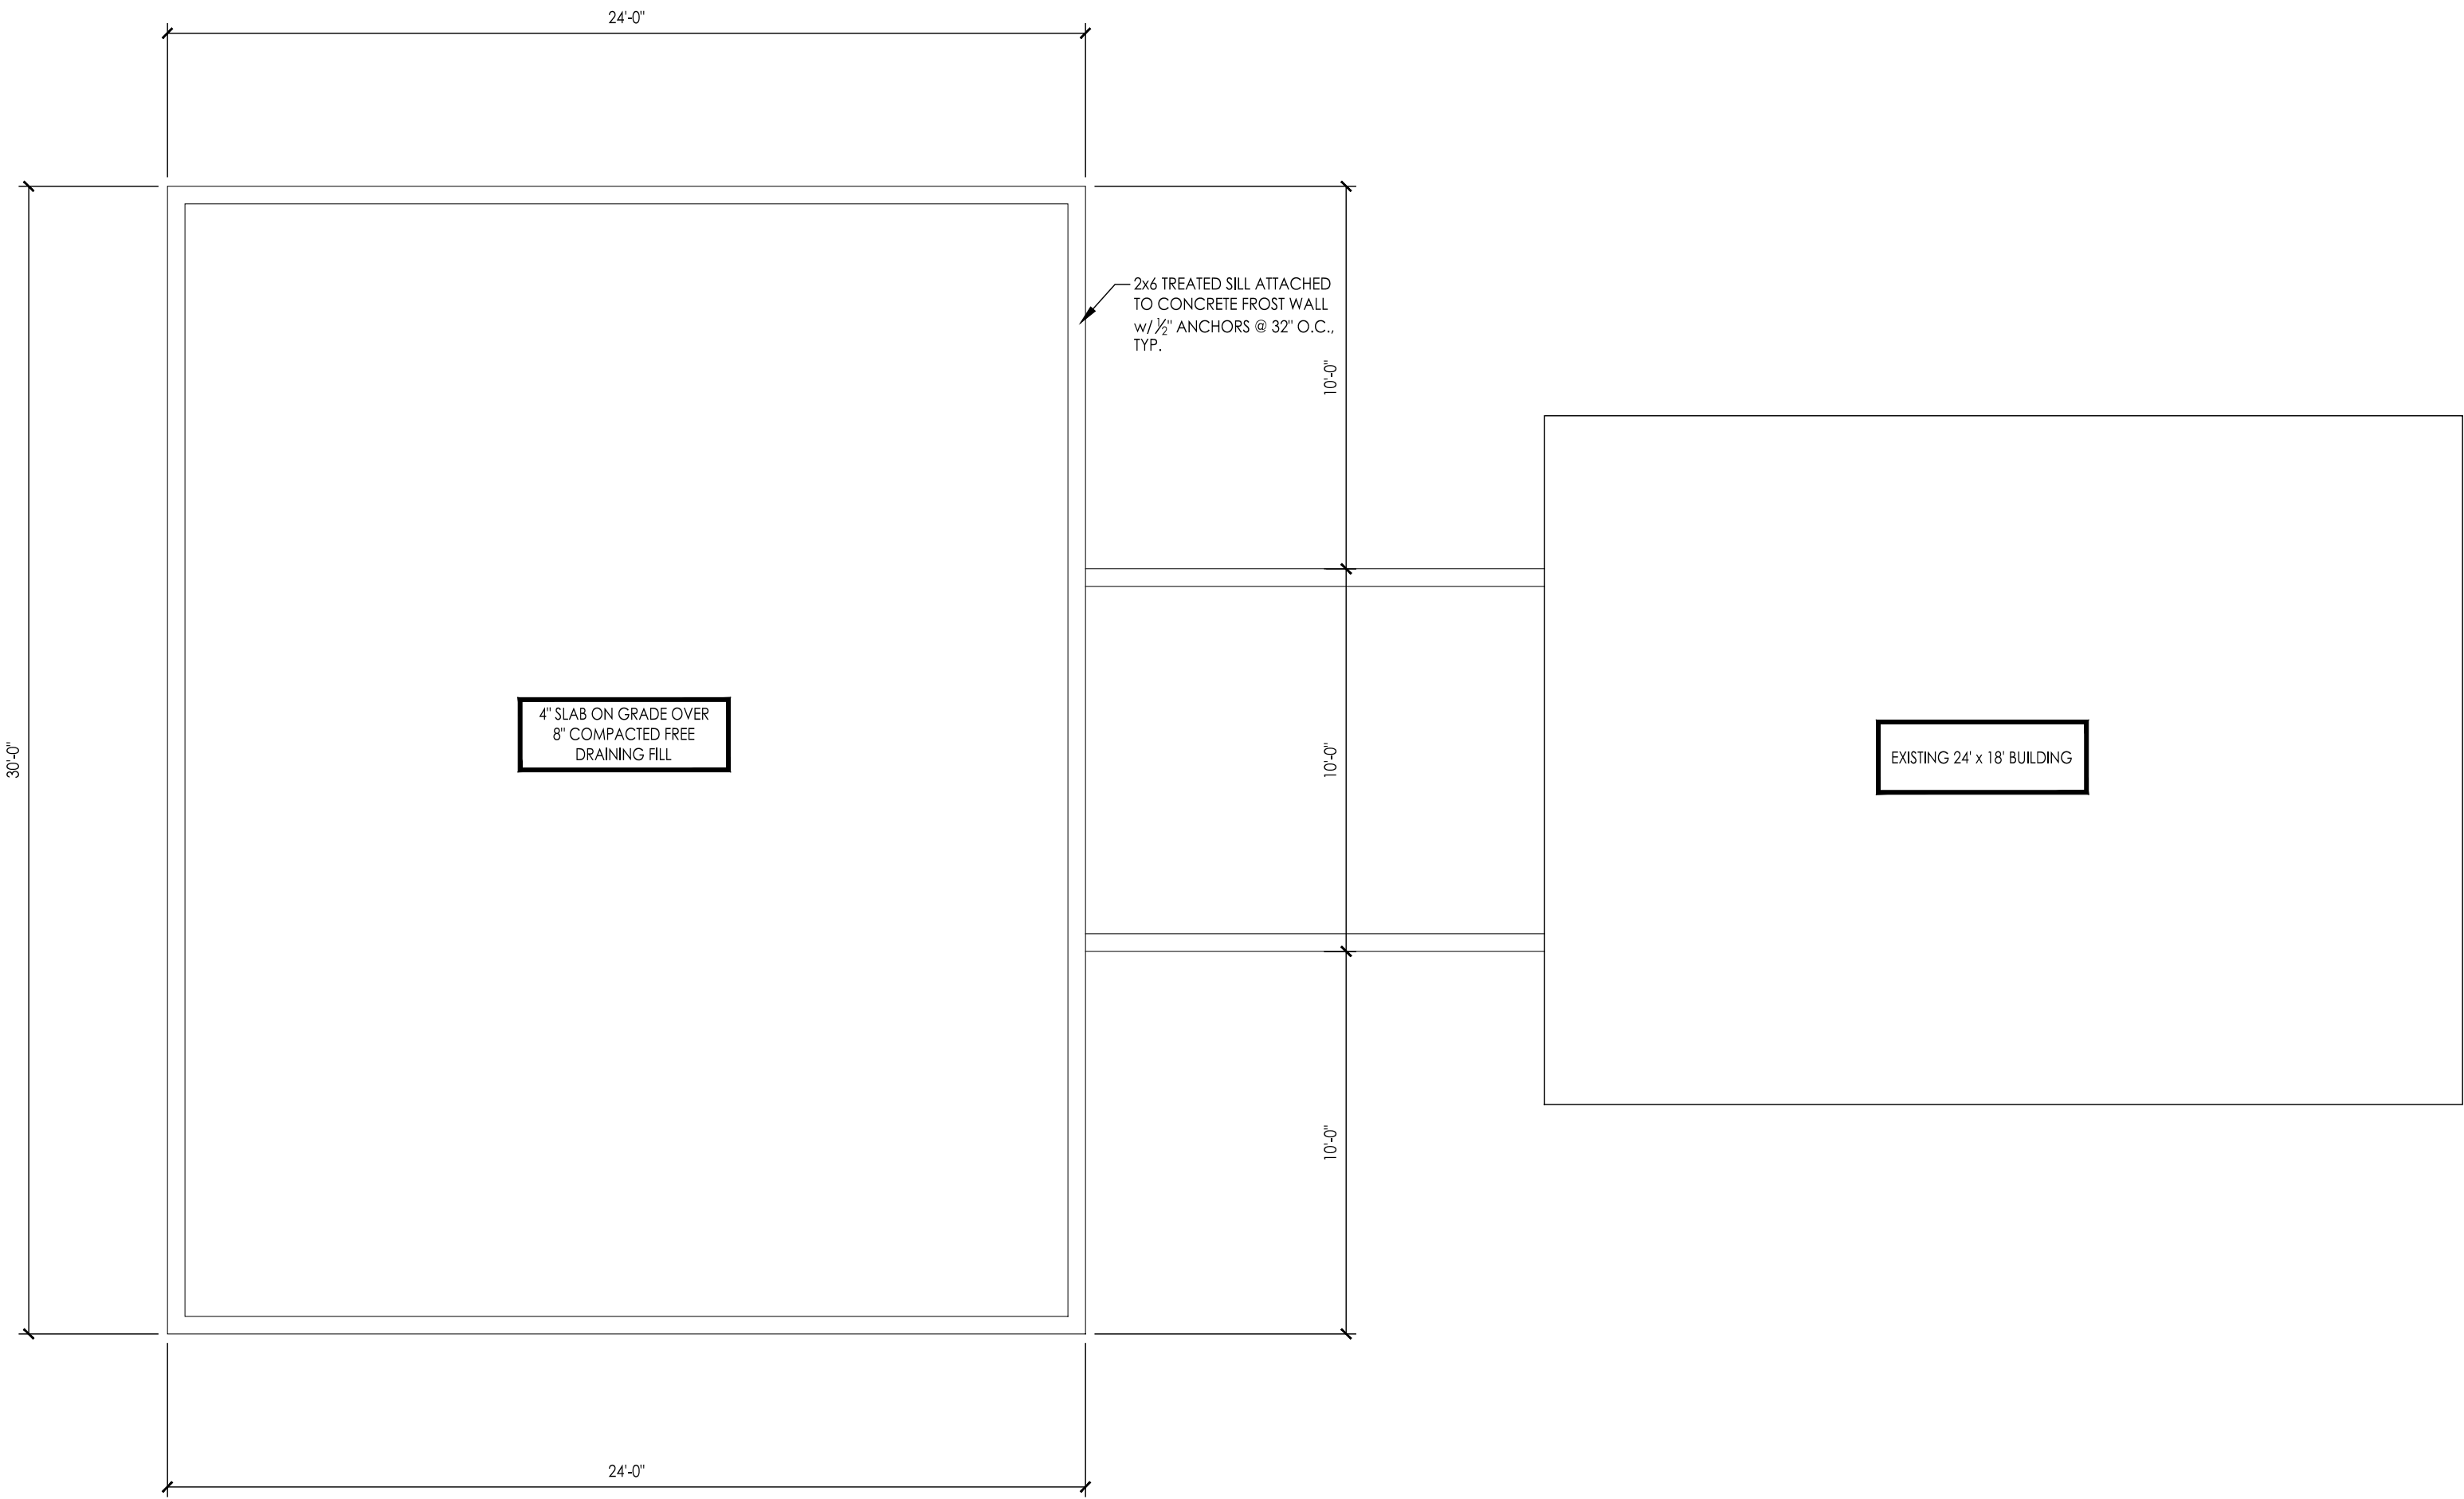 24'-0"
2x6 TREATED SILL ATTACHED
TO CONCRETE FROST WALL
w/ ½" ANCHORS @ 32" O.C.,
TYP.
10'-0"
4" SLAB ON GRADE OVER
8" COMPACTED FREE
DRAINING FILL
30'-0"
10'-0"
EXISTING 24' x 18' BUILDING
10'-0"
24'-0"